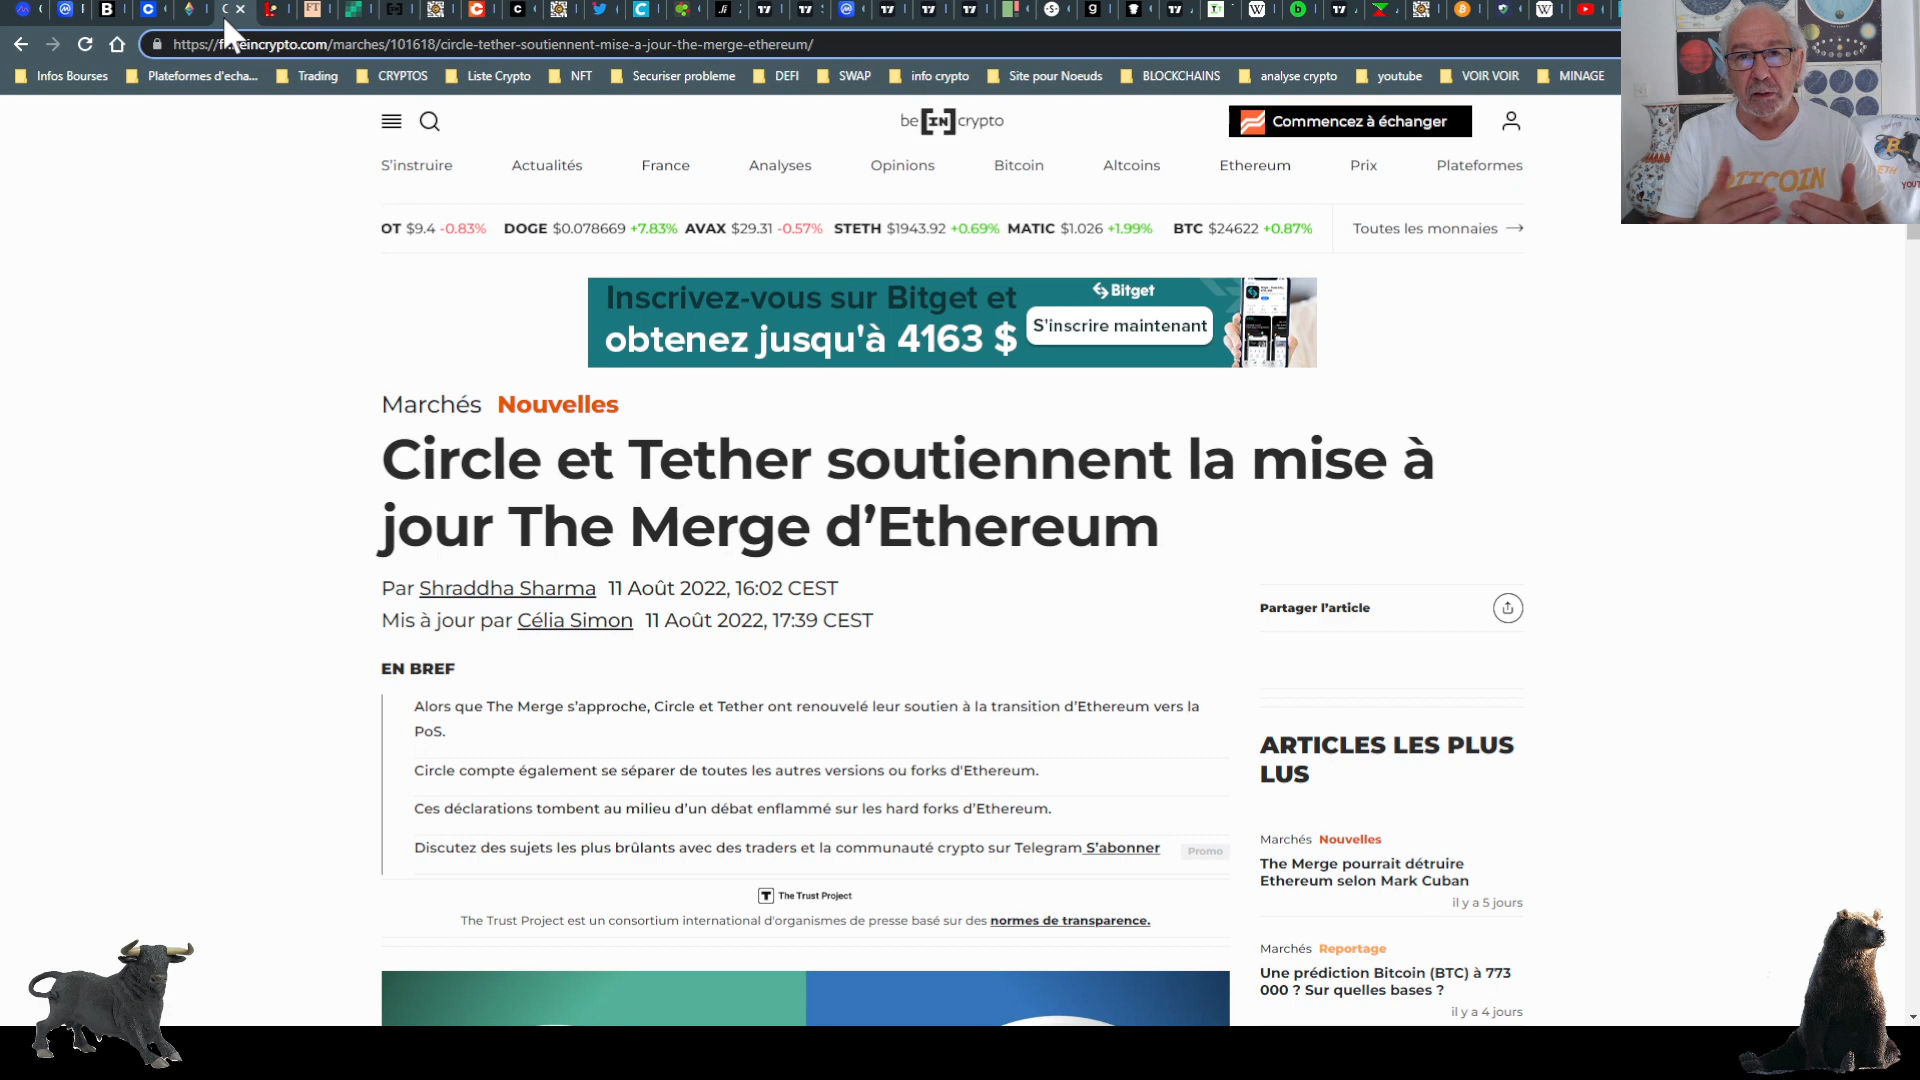 https://fr.beincrypto.com/marches/101618/circle-tether-soutiennent-mise-a-jour-the-merge-ethereum/
Infos Bourses Plateformes d'echa... Trading CRYPTOS Liste Crypto NFT Securiser probleme DEFI SWAP info crypto Site pour Noeuds BLOCKCHAINS analyse crypto youtube VOIR VOIR MINAGE
be[IN]crypto
Commencez à échanger
S'instruire Actualités France Analyses Opinions Bitcoin Altcoins Ethereum Prix Plateformes
OT $9.4 -0.83% DOGE $0.078669 +7.83% AVAX $29.31 -0.57% STETH $1943.92 +0.69% MATIC $1.026 +1.99% BTC $24622 +0.87% Toutes les monnaies →
Inscrivez-vous sur Bitget et
obtenez jusqu'à 4163 $
Bitget
S'inscrire maintenant
BITCOIN
ETH
Marchés Nouvelles
Circle et Tether soutiennent la mise à
jour The Merge d’Ethereum
Par Shraddha Sharma 11 Août 2022, 16:02 CEST
Mis à jour par Célia Simon 11 Août 2022, 17:39 CEST
Partager l’article
EN BREF
Alors que The Merge s’approche, Circle et Tether ont renouvelé leur soutien à la transition d’Ethereum vers la
PoS.
Circle compte également se séparer de toutes les autres versions ou forks d'Ethereum.
Ces déclarations tombent au milieu d’un débat enflammé sur les hard forks d’Ethereum.
Discutez des sujets les plus brûlants avec des traders et la communauté crypto sur Telegram S’abonner
Promo
The Trust Project
The Trust Project est un consortium international d'organismes de presse basé sur des normes de transparence.
ARTICLES LES PLUS
LUS
Marchés Nouvelles
The Merge pourrait détruire
Ethereum selon Mark Cuban
il y a 5 jours
Marchés Reportage
Une prédiction Bitcoin (BTC) à 773
000 ? Sur quelles bases ?
il y a 4 jours